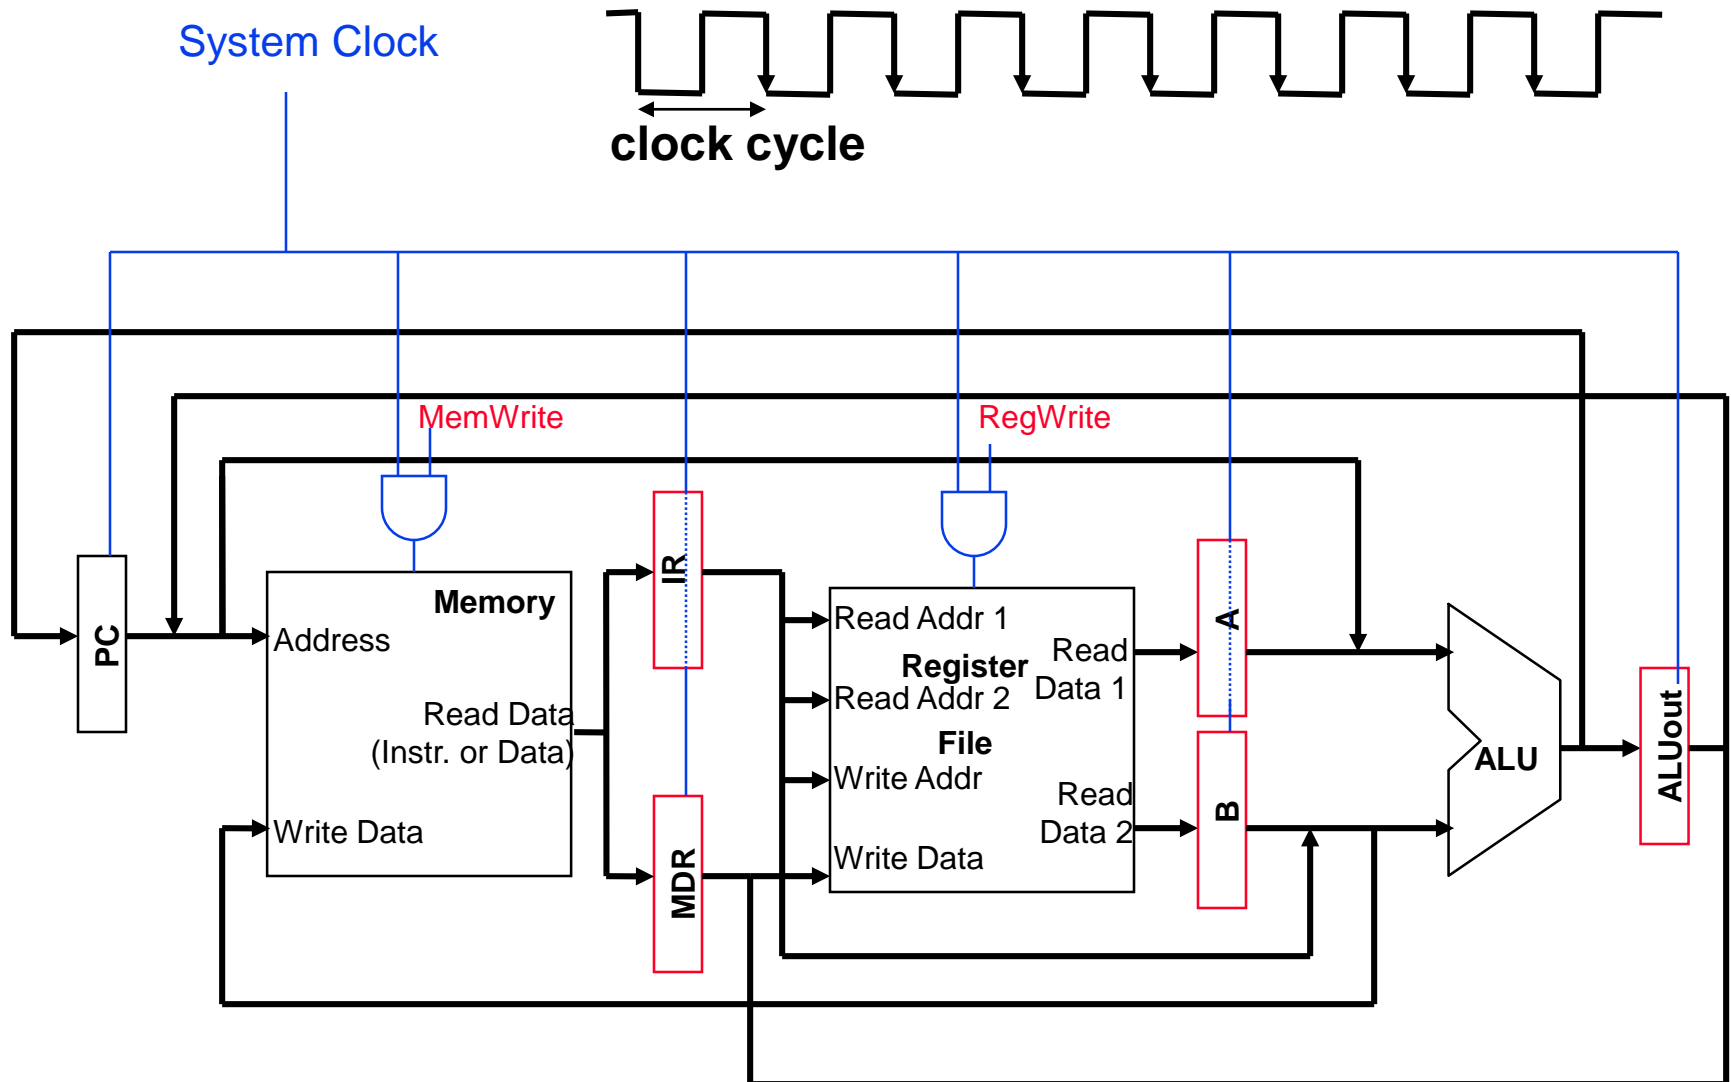 System Clock
clock cycle
MemWrite
RegWrite
PC
Memory
Address
Read Data
(Instr. or Data)
Write Data
IR
MDR
Read Addr 1
Register
Read Addr 2
File
Write Addr
Write Data
Read
Data 1
Read
Data 2
A
B
ALU
ALUout